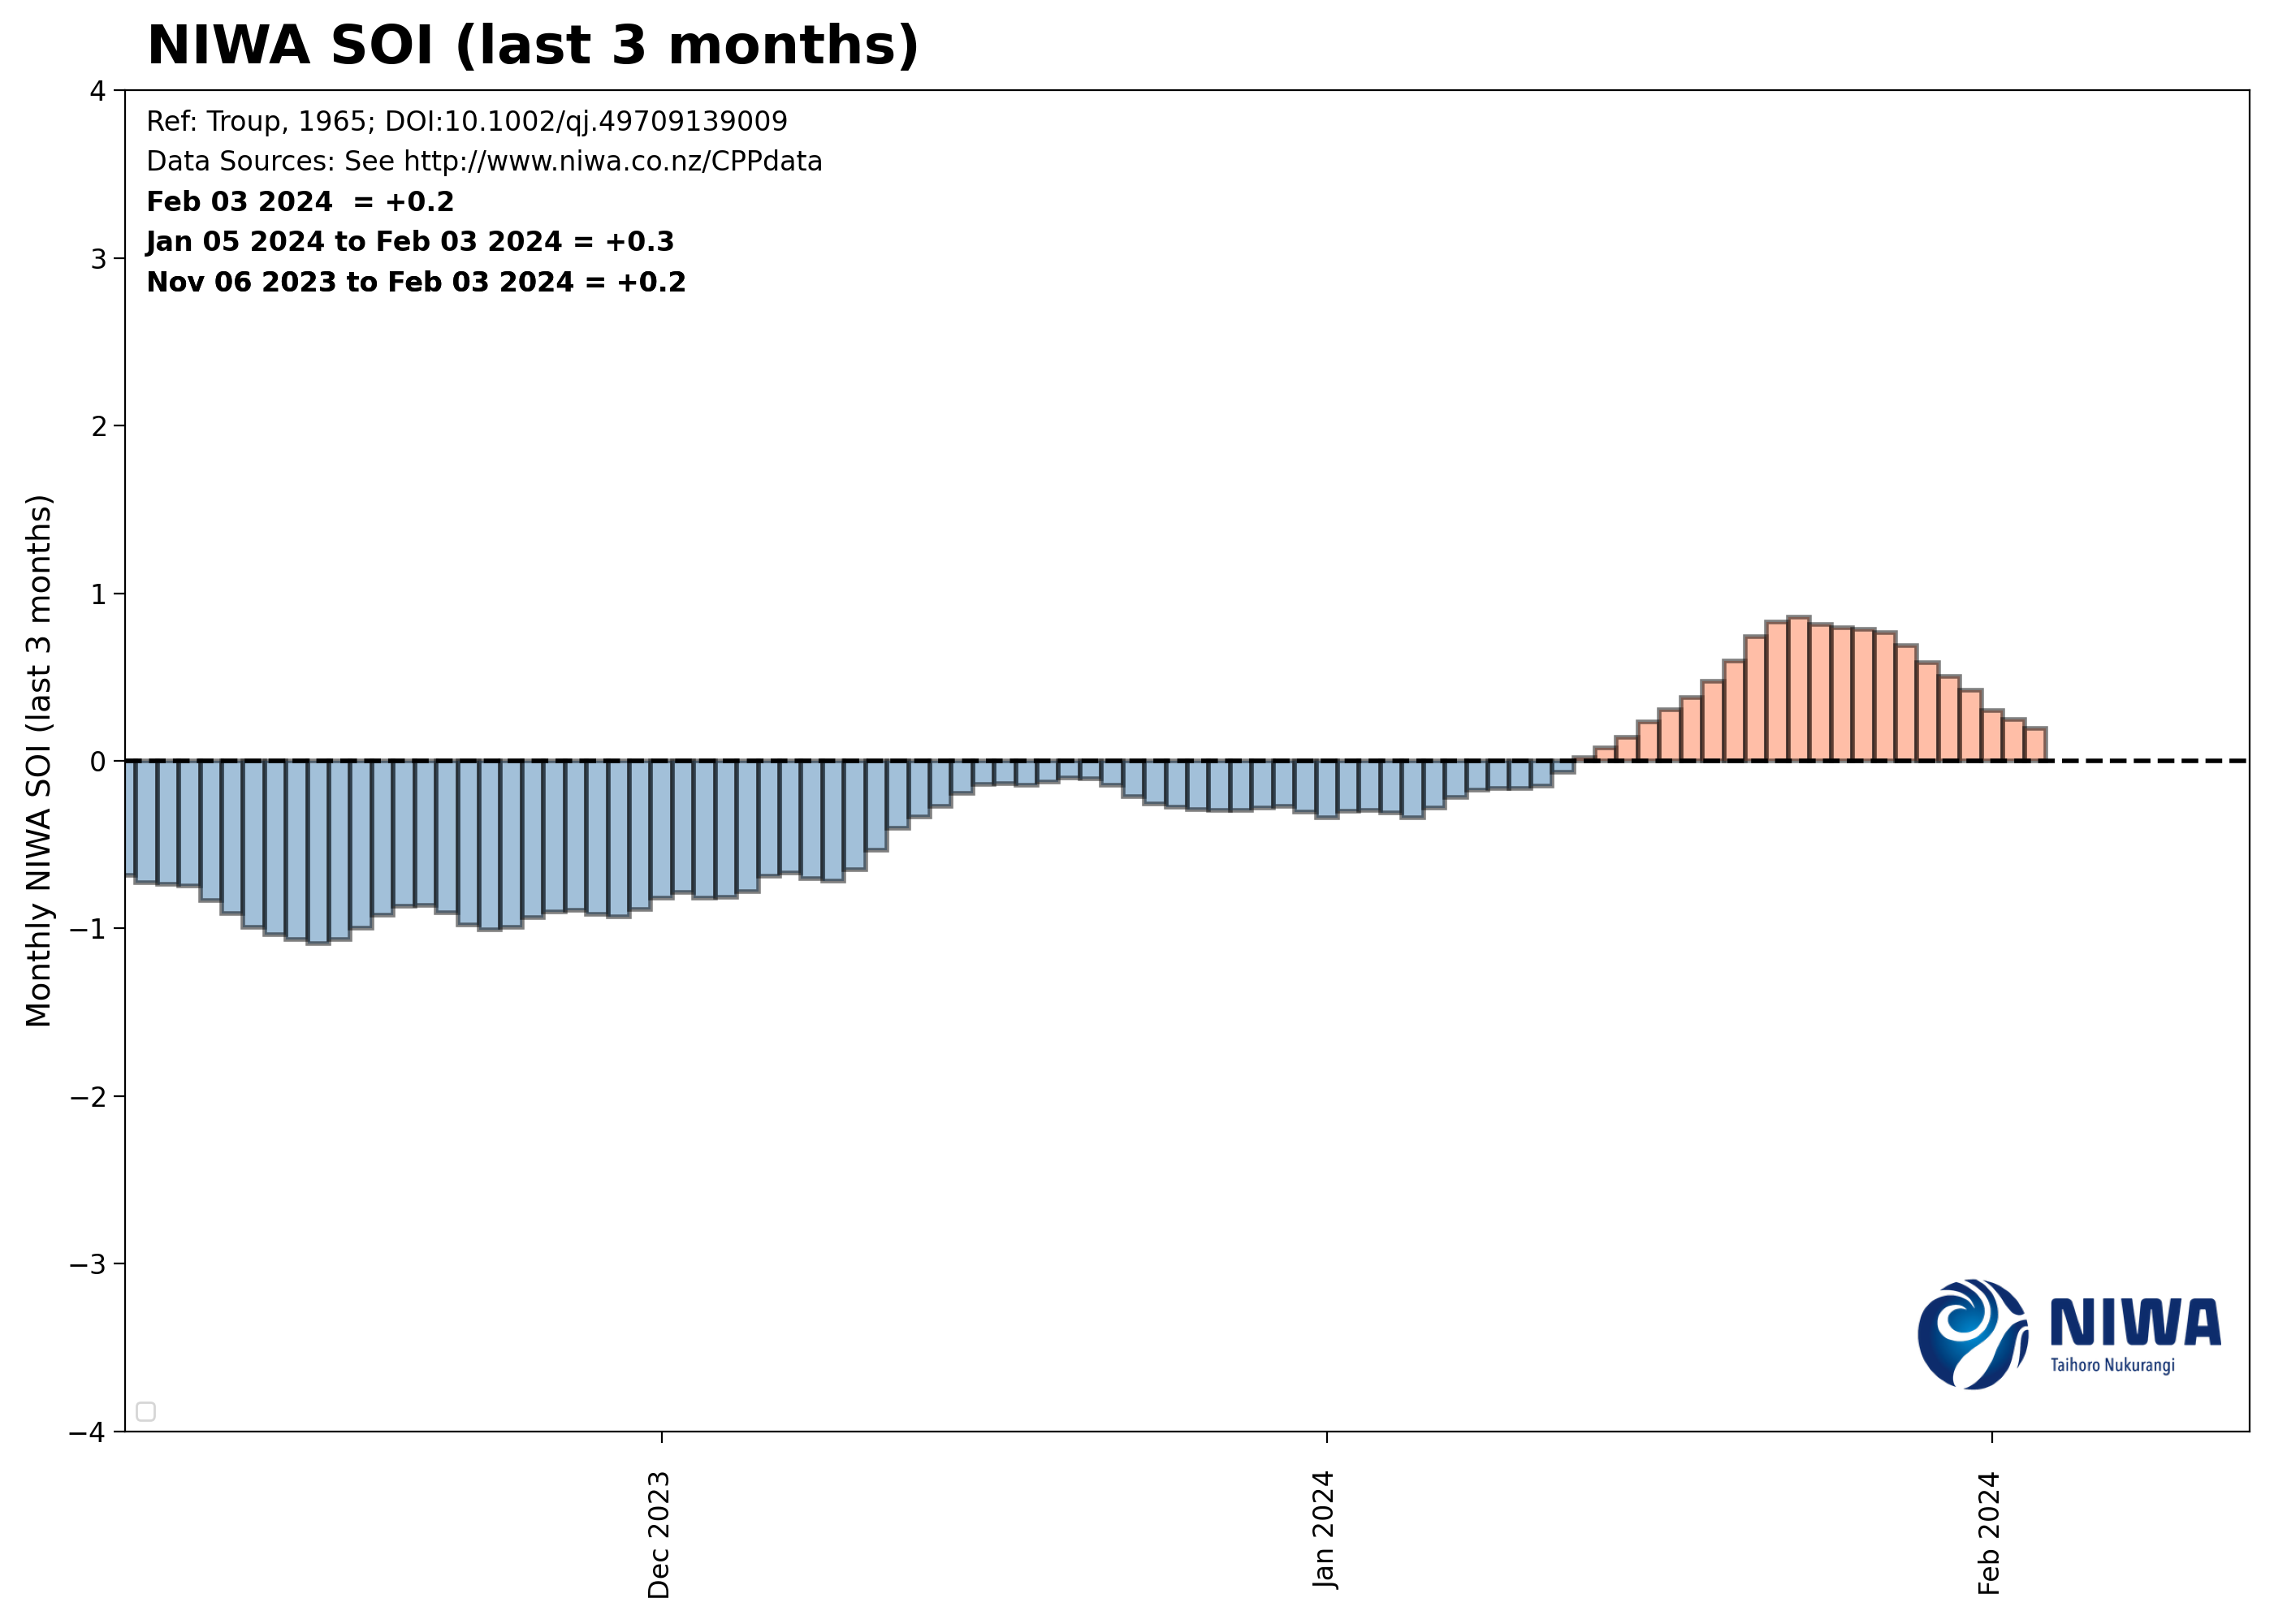 NIWA SOI (last 3 months)
Ref: Troup, 1965; DOI:10.1002/qj.49709139009
Data Sources: See http://www.niwa.co.nz/CPPdata
Feb 03 2024  = +0.2
Jan 05 2024 to Feb 03 2024 = +0.3
Nov 06 2023 to Feb 03 2024 = +0.2
Monthly NIWA SOI (last 3 months)
4
3
2
1
0
−1
−2
−3
−4
NIWA
Taihoro Nukurangi
Dec 2023
Jan 2024
Feb 2024